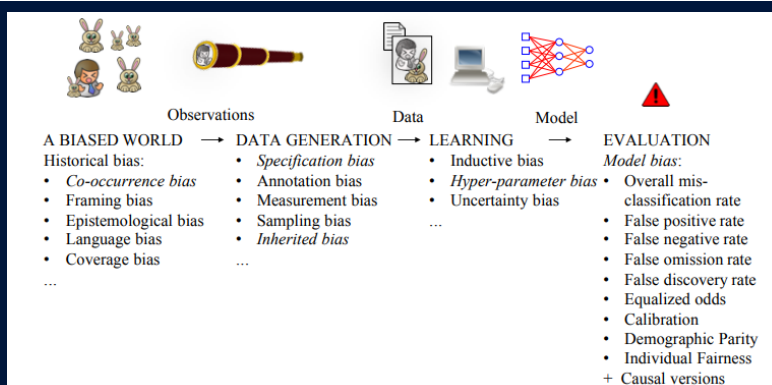 Observations
Data
Model
A BIASED WORLD → DATA GENERATION → LEARNING → EVALUATION
Historical bias:
• Co-occurrence bias
• Framing bias
• Epistemological bias
• Language bias
• Coverage bias
...
• Specification bias
• Annotation bias
• Measurement bias
• Sampling bias
• Inherited bias
...
• Inductive bias
• Hyper-parameter bias
• Uncertainty bias
...
Model bias:
• Overall mis-
classification rate
• False positive rate
• False negative rate
• False omission rate
• False discovery rate
• Equalized odds
• Calibration
• Demographic Parity
• Individual Fairness
+ Causal versions